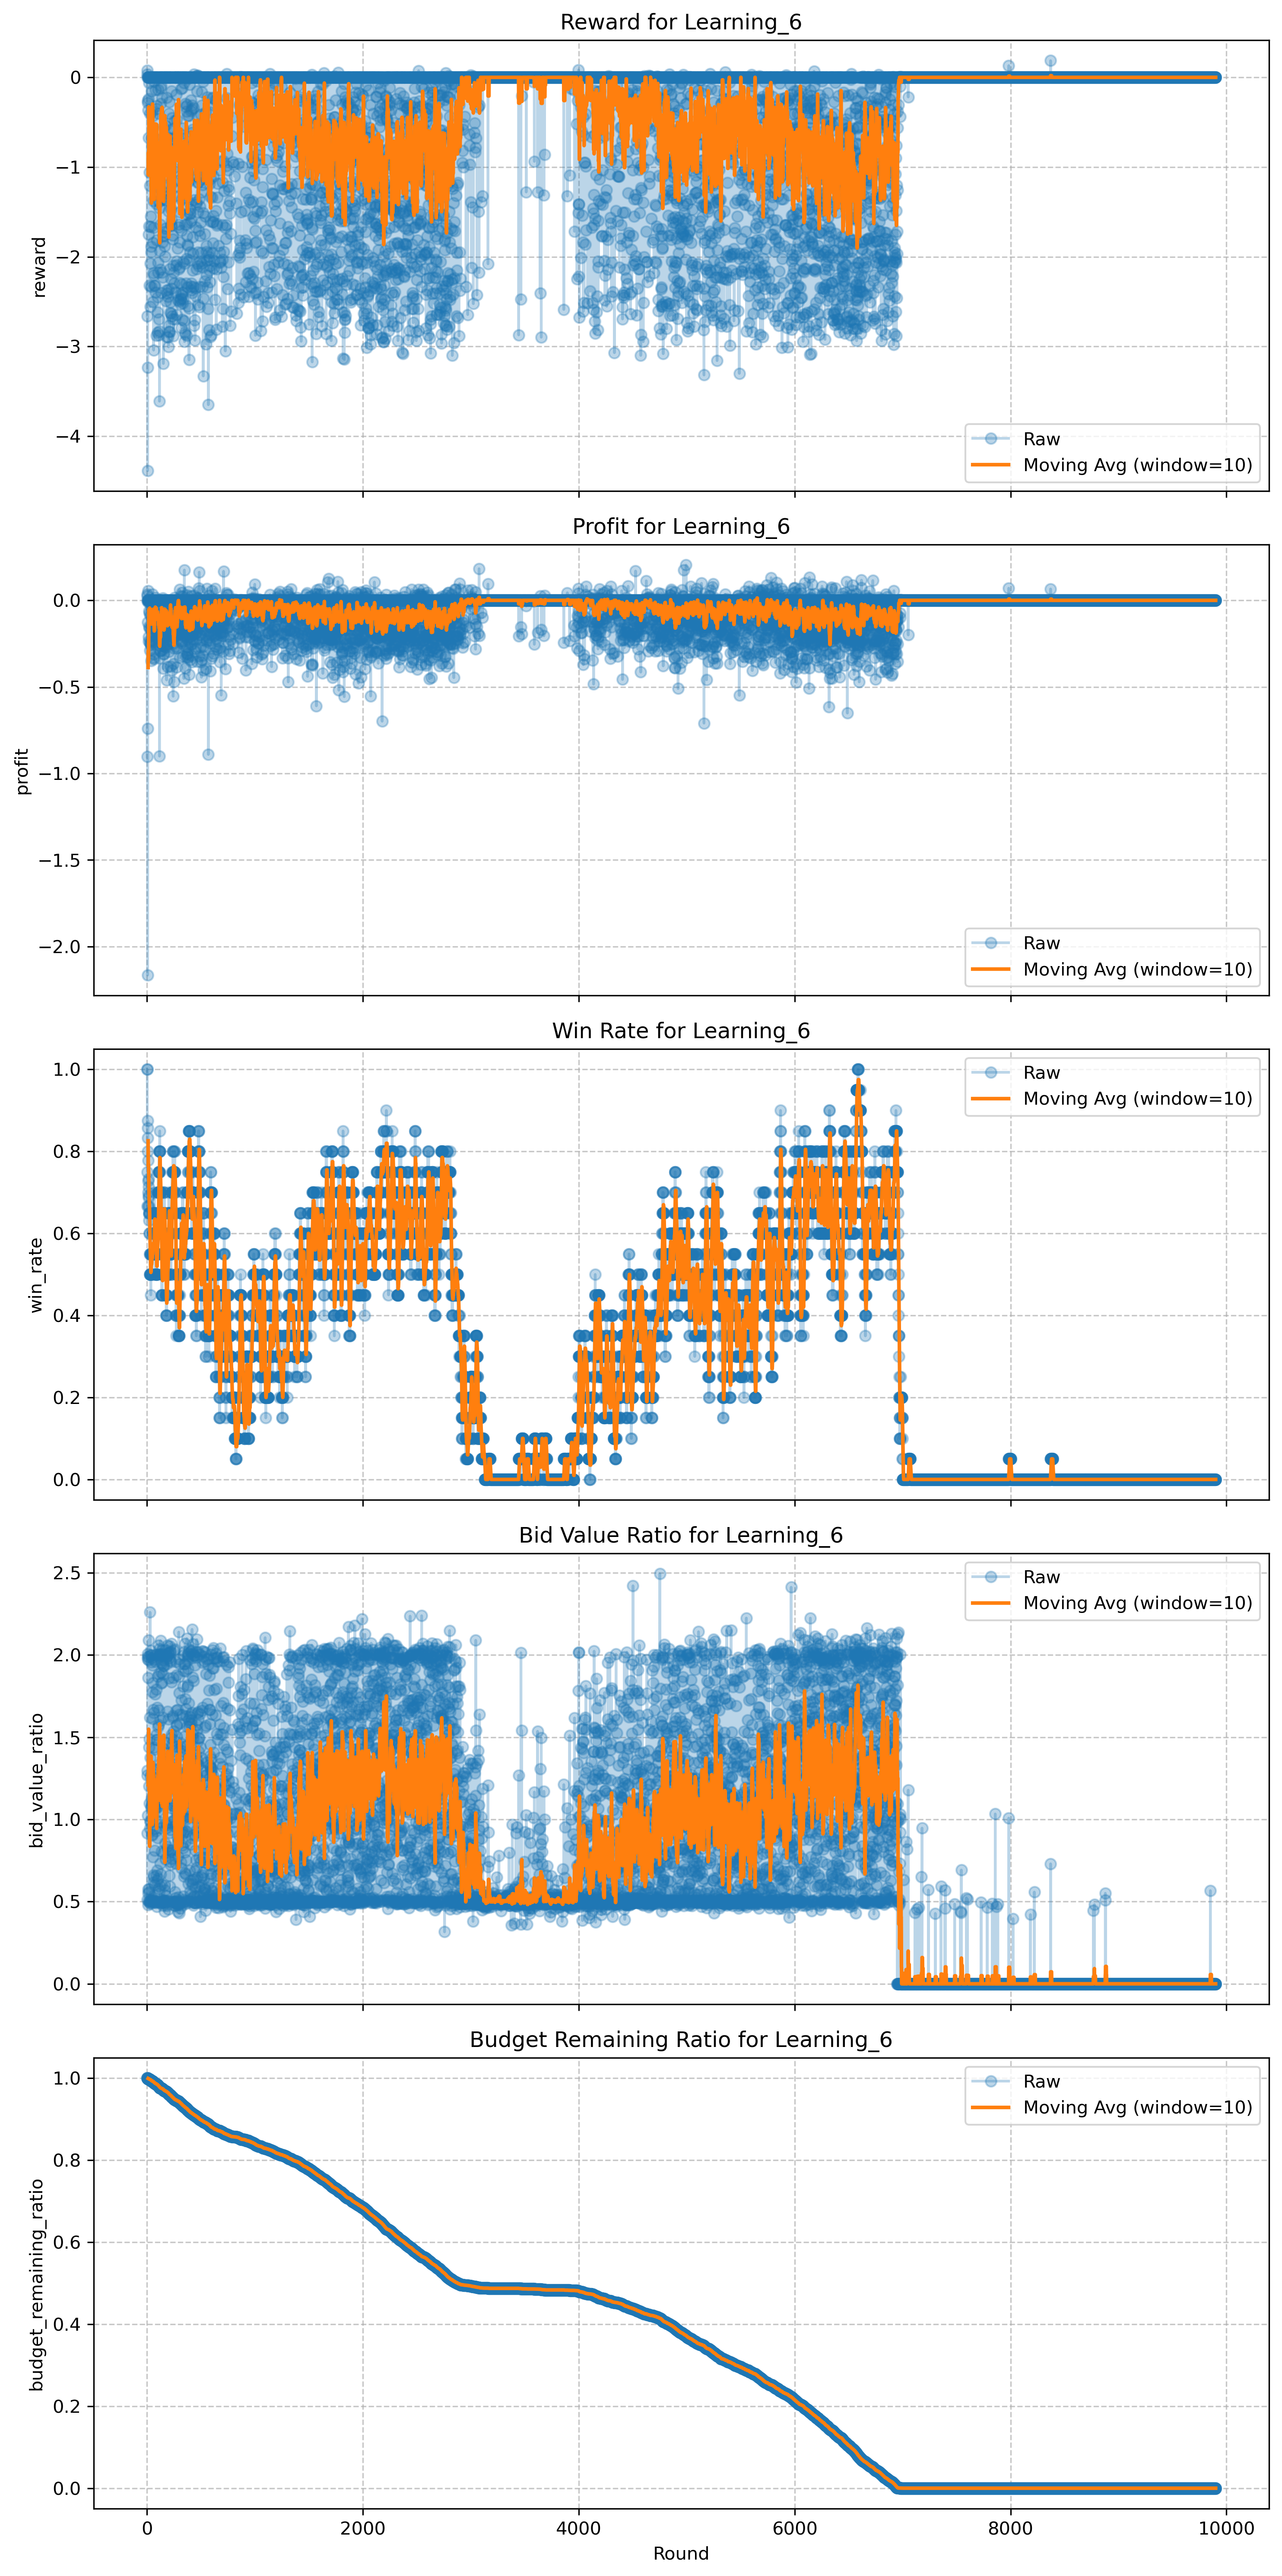 Reward for Learning_6
0
−1
−2
−3
−4
reward
Raw
Moving Avg (window=10)
Profit for Learning_6
0.0
−0.5
−1.0
−1.5
−2.0
profit
Raw
Moving Avg (window=10)
Win Rate for Learning_6
1.0
0.8
0.6
0.4
0.2
0.0
win_rate
Raw
Moving Avg (window=10)
Bid Value Ratio for Learning_6
2.5
2.0
1.5
1.0
0.5
0.0
bid_value_ratio
Raw
Moving Avg (window=10)
Budget Remaining Ratio for Learning_6
1.0
0.8
0.6
0.4
0.2
0.0
budget_remaining_ratio
Raw
Moving Avg (window=10)
0 2000 4000 6000 8000 10000
Round